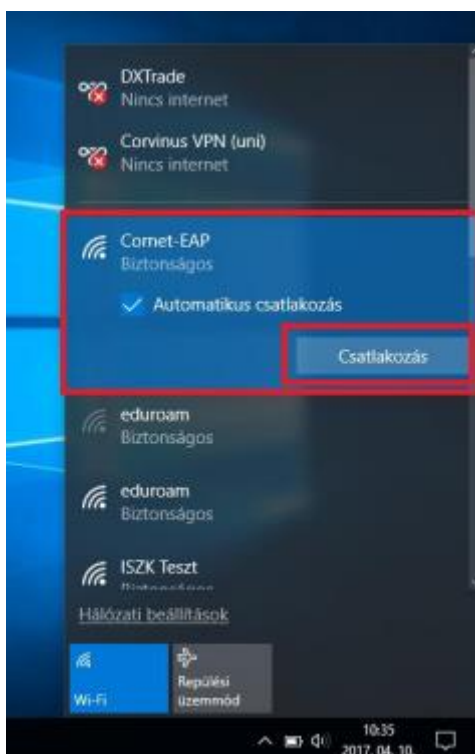 DXTrade
Nincs internet
Corvinus VPN (uni)
Nincs internet
Cornet-EAP
Biztonságos
Automatikus csatlakozás
Csatlakozás
eduroam
Biztonságos
eduroam
Biztonságos
ISZK Teszt
Hálózati beállítások
Wi-Fi
Repülési
üzemmód
10:35
2017. 04. 10.